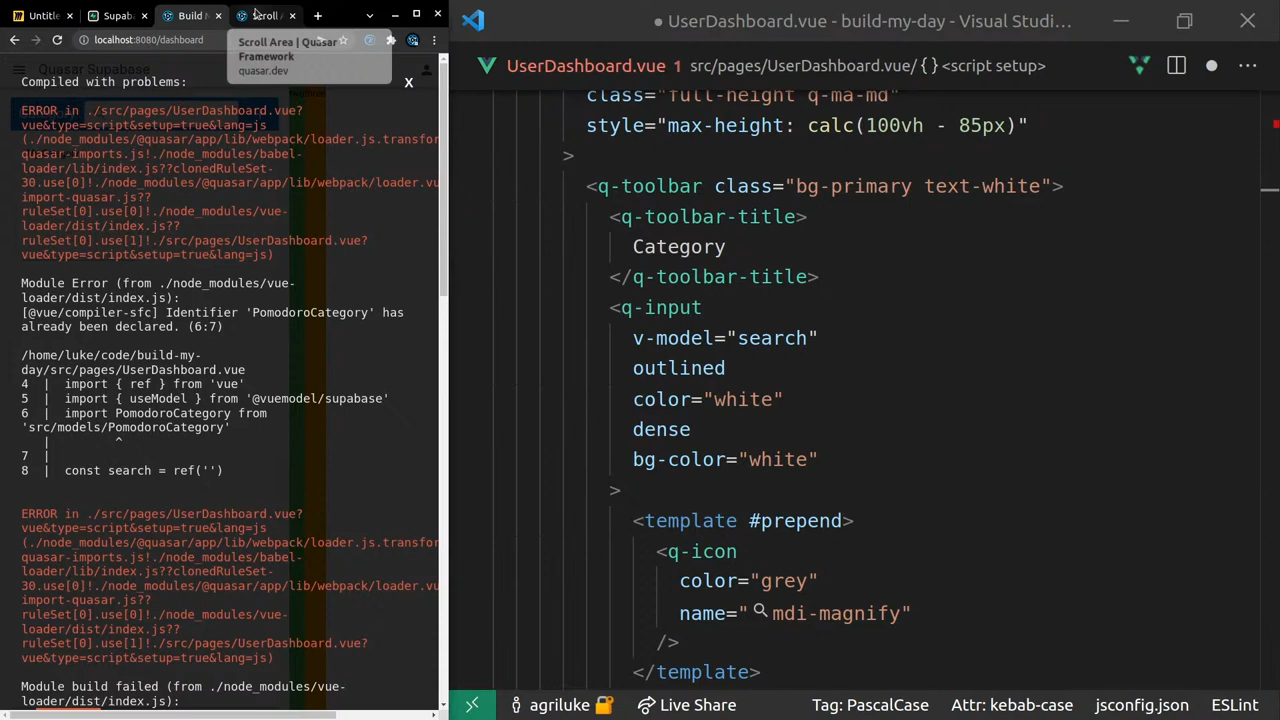 Untitle
Supaba
Build M
Scroll A
localhost:8080/dashboard
Scroll Area | Quasar
Framework
quasar.dev
Quasar Supabase
Compiled with problems:
X
ERROR in ./src/pages/UserDashboard.vue?
vue&type=script&setup=true&lang=js
(./node_modules/@quasar/app/lib/webpack/loader.js.transfor
quasar-imports.js!./node_modules/babel-
loader/lib/index.js??clonedRuleSet-
30.use[0]!./node_modules/@quasar/app/lib/webpack/loader.vu
import-quasar.js??
ruleSet[0].use[0]!./node_modules/vue-
loader/dist/index.js??
ruleSet[0].use[1]!./src/pages/UserDashboard.vue?
vue&type=script&setup=true&lang=js)
Module Error (from ./node_modules/vue-
loader/dist/index.js):
[@vue/compiler-sfc] Identifier 'PomodoroCategory' has
already been declared. (6:7)
/home/luke/code/build-my-
day/src/pages/UserDashboard.vue
4 | import { ref } from 'vue'
5 | import { useModel } from '@vuemodel/supabase'
6 | import PomodoroCategory from
'src/models/PomodoroCategory'
| ^
7 |
8 | const search = ref('')
ERROR in ./src/pages/UserDashboard.vue?
vue&type=script&setup=true&lang=js
(./node_modules/@quasar/app/lib/webpack/loader.js.transfor
quasar-imports.js!./node_modules/babel-
loader/lib/index.js??clonedRuleSet-
30.use[0]!./node_modules/@quasar/app/lib/webpack/loader.vu
import-quasar.js??
ruleSet[0].use[0]!./node_modules/vue-
loader/dist/index.js??
ruleSet[0].use[1]!./src/pages/UserDashboard.vue?
vue&type=script&setup=true&lang=js)
Module build failed (from ./node_modules/vue-
loader/dist/index.js):
● UserDashboard.vue - build-my-day - Visual Studi...
UserDashboard.vue 1 src/pages/UserDashboard.vue/{}<script setup>
class="full-height q-ma-md"
style="max-height: calc(100vh - 85px)"
>
<q-toolbar class="bg-primary text-white">
<q-toolbar-title>
Category
</q-toolbar-title>
<q-input
v-model="search"
outlined
color="white"
dense
bg-color="white"
>
<template #prepend>
<q-icon
color="grey"
name="mdi-magnify"
/>
</template>
agriluke
Live Share
Tag: PascalCase
Attr: kebab-case
jsconfig.json
ESLint